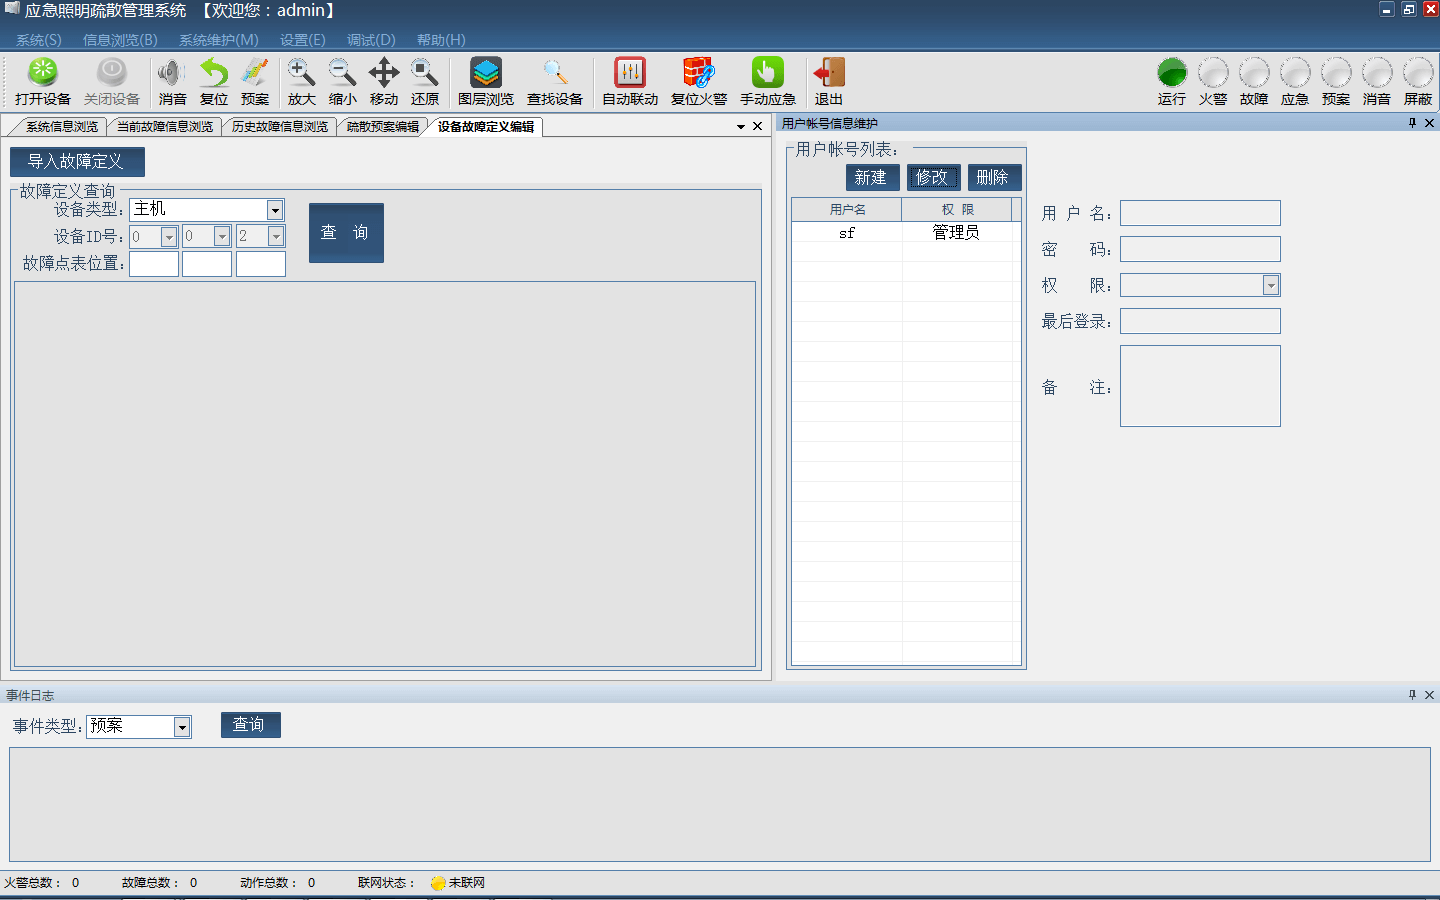 应急照明疏散管理系统 【欢迎您：admin】
系统(S) 信息浏览(B) 系统维护(M) 设置(E) 调试(D) 帮助(H)
打开设备 关闭设备 消音 复位 预案 放大 缩小 移动 还原 图层浏览 查找设备 自动联动 复位火警 手动应急 退出 运行 火警 故障 应急 预案 消音 屏蔽
系统信息浏览 当前故障信息浏览 历史故障信息浏览 疏散预案编辑 设备故障定义编辑
导入故障定义
故障定义查询
设备类型： 主机
设备ID号： 0 0 2
查 询
故障点表位置：
用户帐号信息维护
用户帐号列表：
新建 修改 删除
用户名 权 限
sf 管理员
用 户 名：
密 码：
权 限：
最后登录：
备 注：
事件日志
事件类型： 预案 查询
火警总数： 0 故障总数： 0 动作总数： 0 联网状态： 未联网